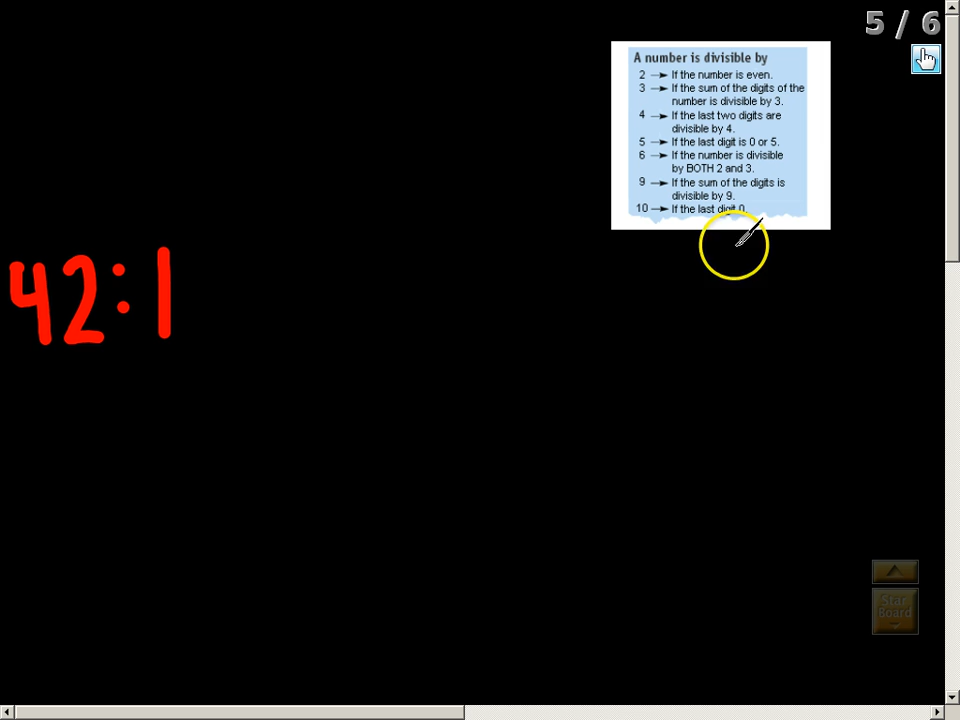 5 / 6
A number is divisible by
2 → If the number is even.
3 → If the sum of the digits of the
number is divisible by 3.
4 → If the last two digits are
divisible by 4.
5 → If the last digit is 0 or 5.
6 → If the number is divisible
by BOTH 2 and 3.
9 → If the sum of the digits is
divisible by 9.
10 → If the last digit 0.
42:1
Star
Board